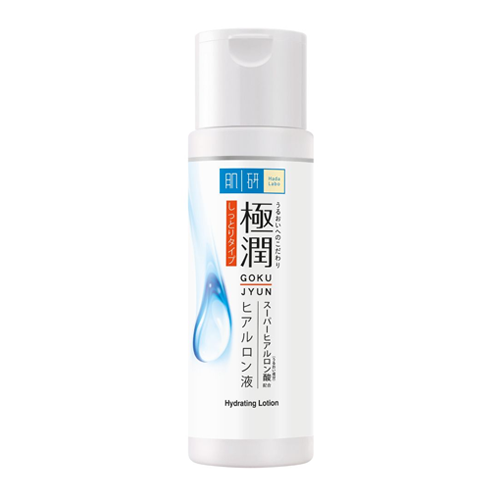 肌研
Hada Labo
うるおいへのこだわり
極潤
しっとりタイプ
GOKU
JYUN
スーパーヒアルロン酸
配合
ヒアルロン液
Hydrating Lotion